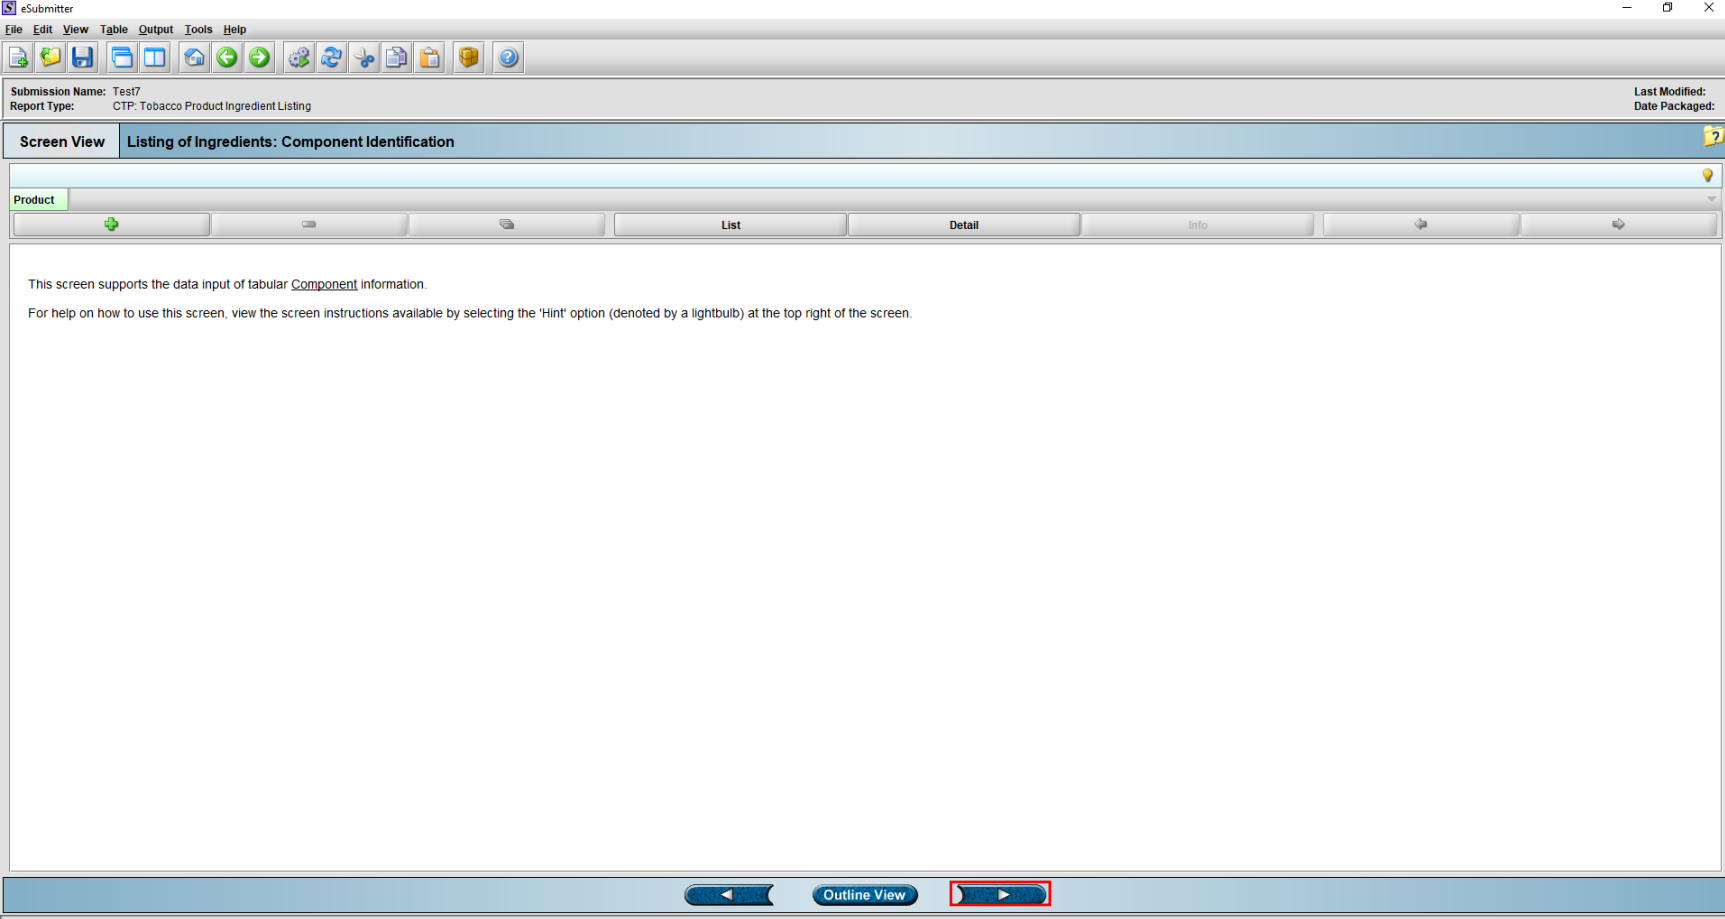 eSubmitter
File Edit View Table Output Tools Help
Submission Name: Test7
Last Modified:
Report Type: CTP: Tobacco Product Ingredient Listing
Date Packaged:
Screen View
Listing of Ingredients: Component Identification
Product
List Detail Info
This screen supports the data input of tabular Component information.
For help on how to use this screen, view the screen instructions available by selecting the 'Hint' option (denoted by a lightbulb) at the top right of the screen.
Outline View